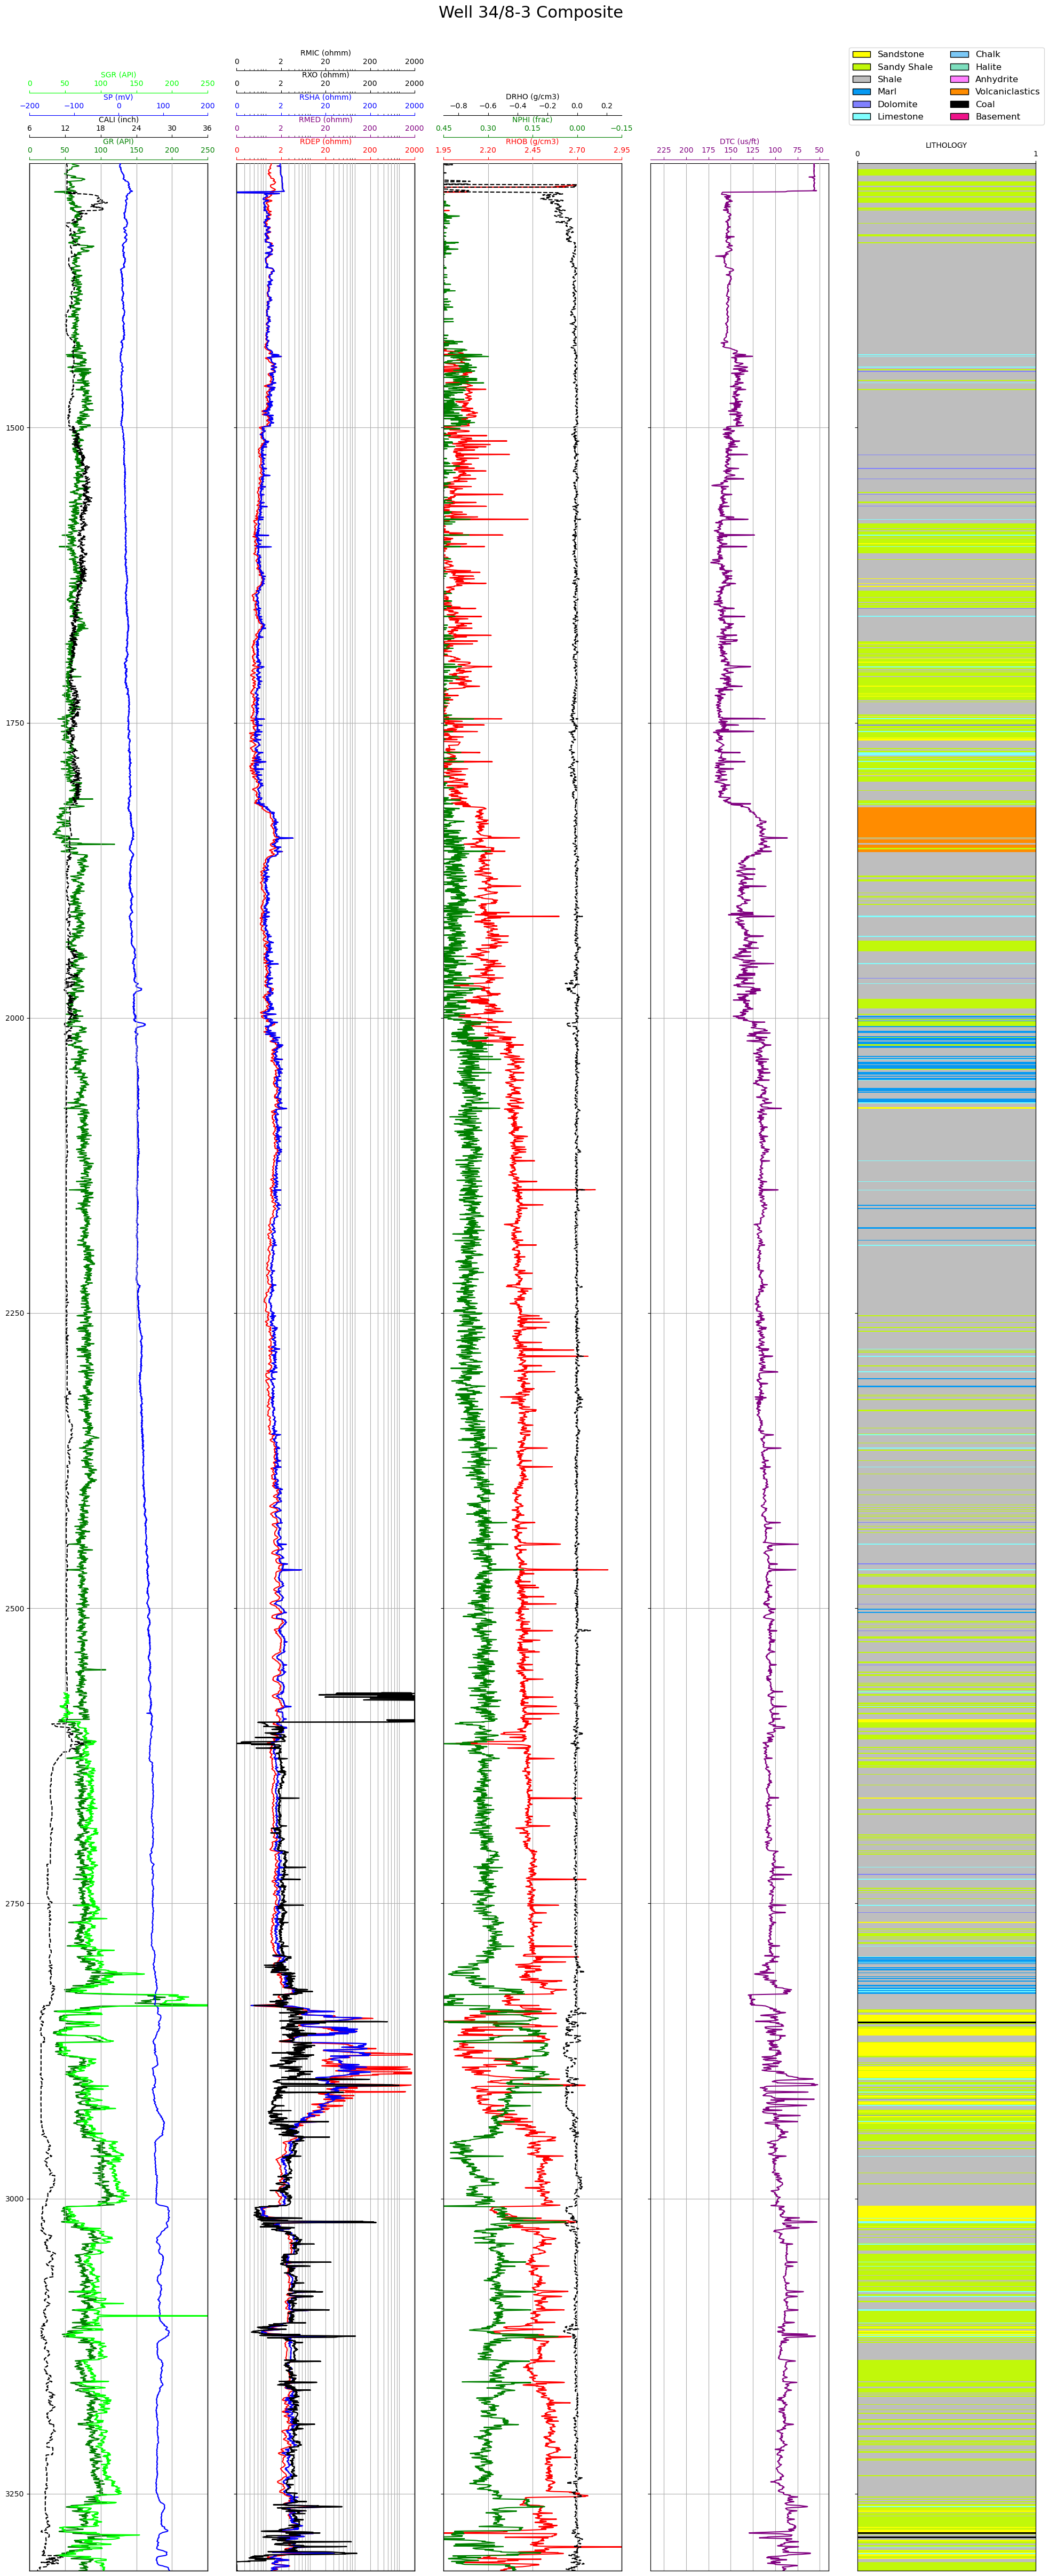 Well 34/8-3 Composite
SGR (API)
0 50 100 150 200 250
SP (mV)
−200 −100 0 100 200
CALI (inch)
6 12 18 24 30 36
GR (API)
0 50 100 150 200 250
RMIC (ohmm)
0 2 20 200 2000
RXO (ohmm)
0 2 20 200 2000
RSHA (ohmm)
0 2 20 200 2000
RMED (ohmm)
0 2 20 200 2000
RDEP (ohmm)
0 2 20 200 2000
DRHO (g/cm3)
−0.8 −0.6 −0.4 −0.2 0.0 0.2
NPHI (frac)
0.45 0.30 0.15 0.00 −0.15
RHOB (g/cm3)
1.95 2.20 2.45 2.70 2.95
DTC (us/ft)
225 200 175 150 125 100 75 50
Sandstone
Sandy Shale
Shale
Marl
Dolomite
Limestone
Chalk
Halite
Anhydrite
Volcaniclastics
Coal
Basement
LITHOLOGY
0 1
1500
1750
2000
2250
2500
2750
3000
3250